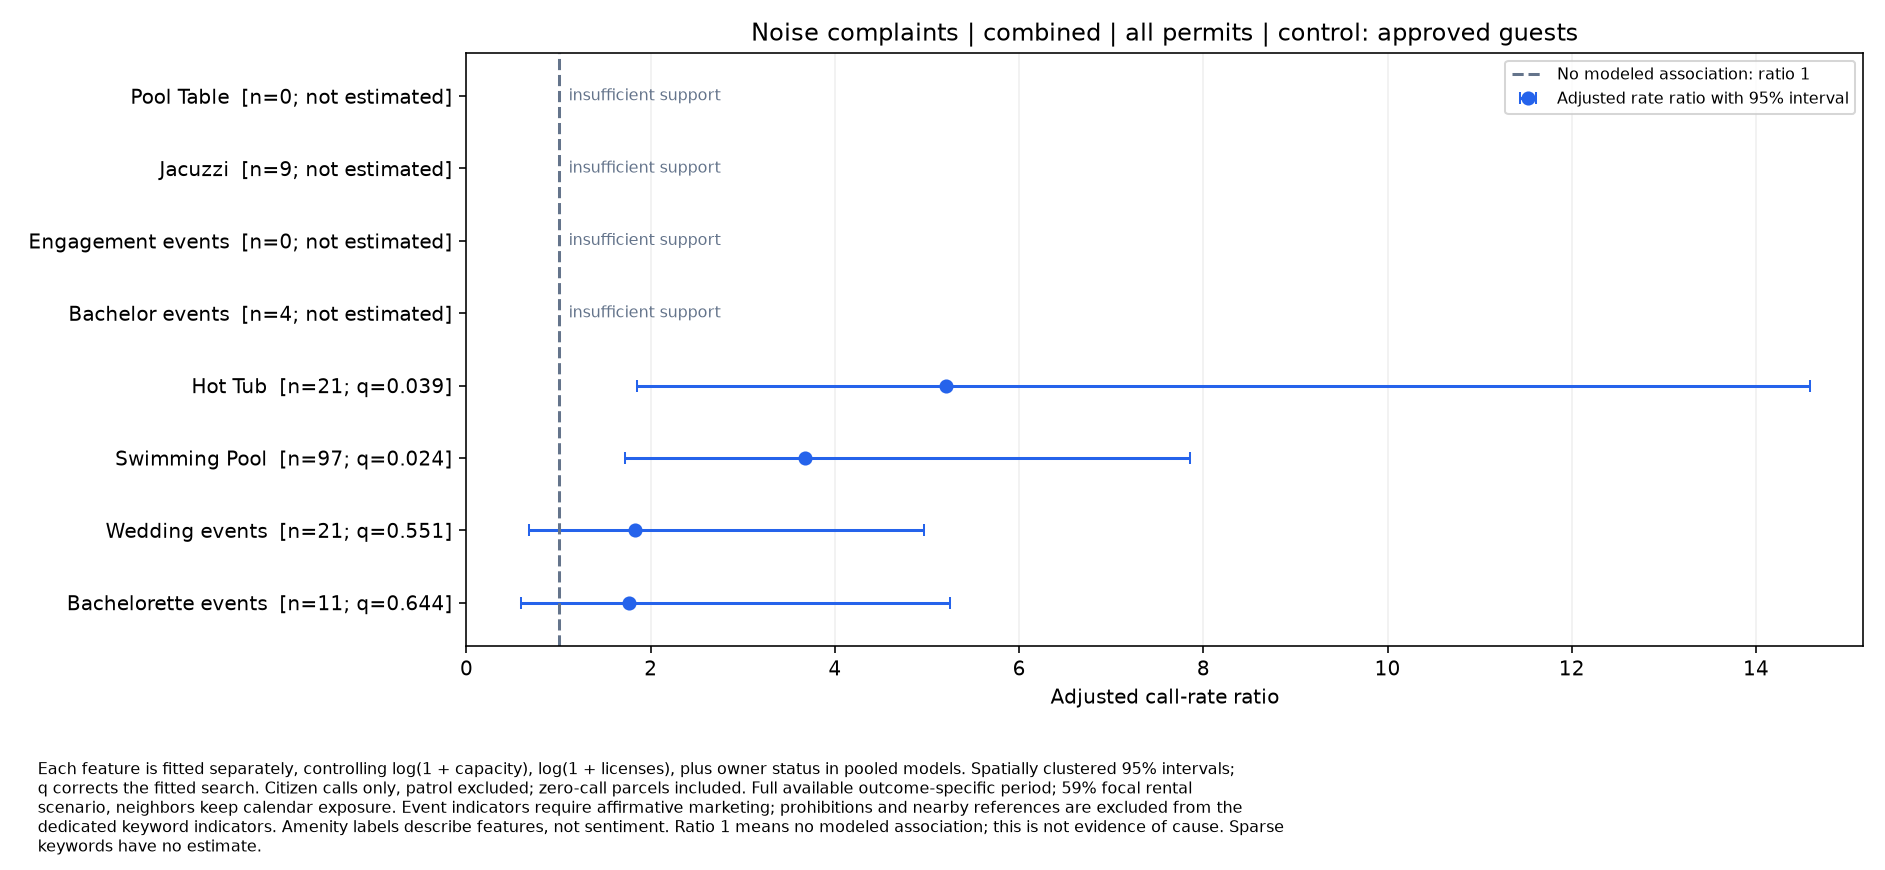 Noise complaints | combined | all permits | control: approved guests
No modeled association: ratio 1
Adjusted rate ratio with 95% interval
Pool Table [n=0; not estimated]
insufficient support
Jacuzzi [n=9; not estimated]
insufficient support
Engagement events [n=0; not estimated]
insufficient support
Bachelor events [n=4; not estimated]
insufficient support
Hot Tub [n=21; q=0.039]
Swimming Pool [n=97; q=0.024]
Wedding events [n=21; q=0.551]
Bachelorette events [n=11; q=0.644]
0 2 4 6 8 10 12 14
Adjusted call-rate ratio
Each feature is fitted separately, controlling log(1 + capacity), log(1 + licenses), plus owner status in pooled models. Spatially clustered 95% intervals;
q corrects the fitted search. Citizen calls only, patrol excluded; zero-call parcels included. Full available outcome-specific period; 59% focal rental
scenario, neighbors keep calendar exposure. Event indicators require affirmative marketing; prohibitions and nearby references are excluded from the
dedicated keyword indicators. Amenity labels describe features, not sentiment. Ratio 1 means no modeled association; this is not evidence of cause. Sparse
keywords have no estimate.